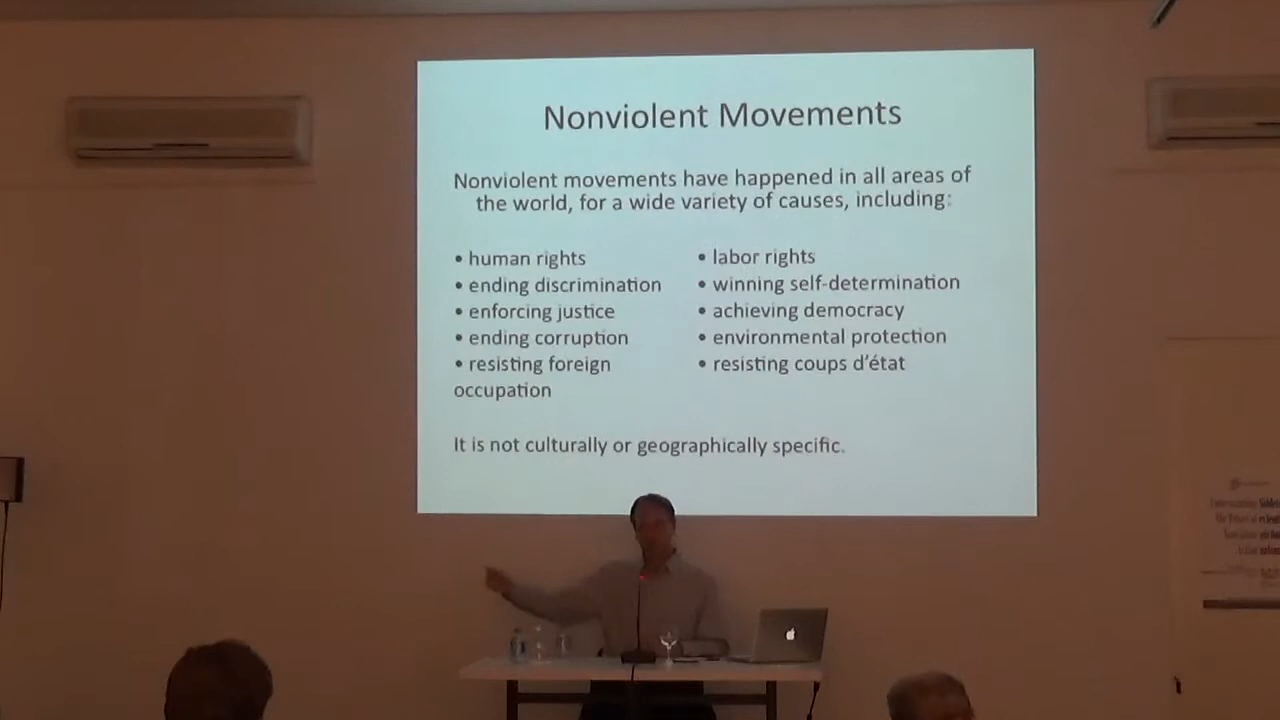 Nonviolent Movements
Nonviolent movements have happened in all areas of
the world, for a wide variety of causes, including:
• human rights
• ending discrimination
• enforcing justice
• ending corruption
• resisting foreign
occupation
• labor rights
• winning self-determination
• achieving democracy
• environmental protection
• resisting coups d'état
It is not culturally or geographically specific.